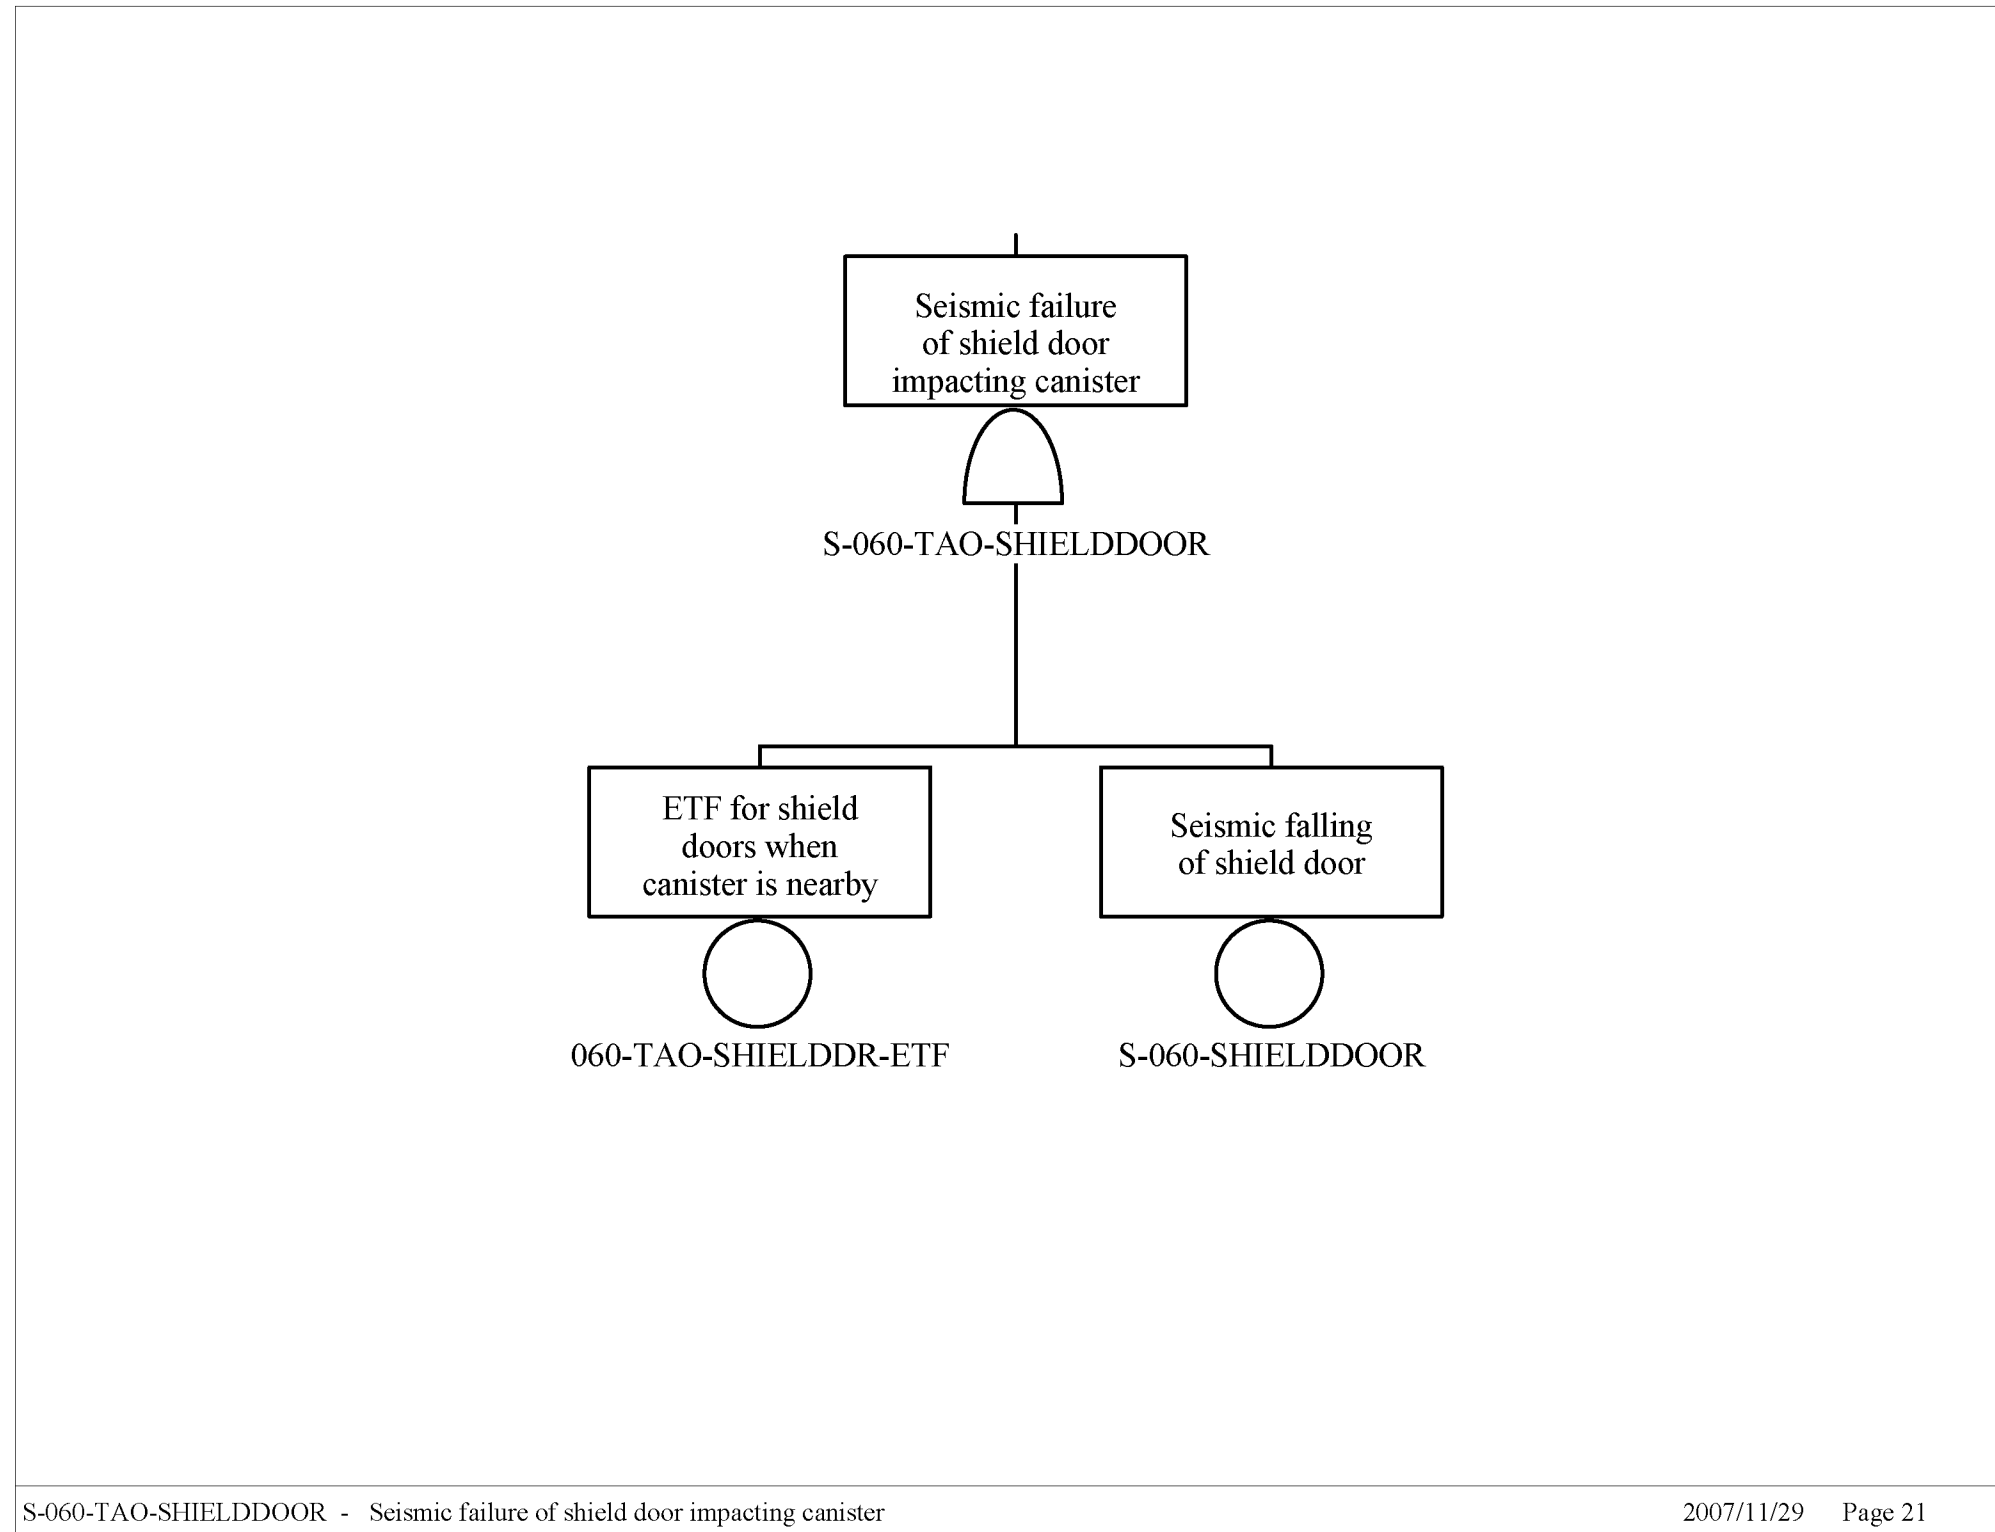 Seismic failure
of shield door
impacting canister
S-060-TAO-SHIELDDOOR
ETF for shield
doors when
canister is nearby
060-TAO-SHIELDDR-ETF
Seismic falling
of shield door
S-060-SHIELDDOOR
S-060-TAO-SHIELDDOOR - Seismic failure of shield door impacting canister
2007/11/29 Page 21